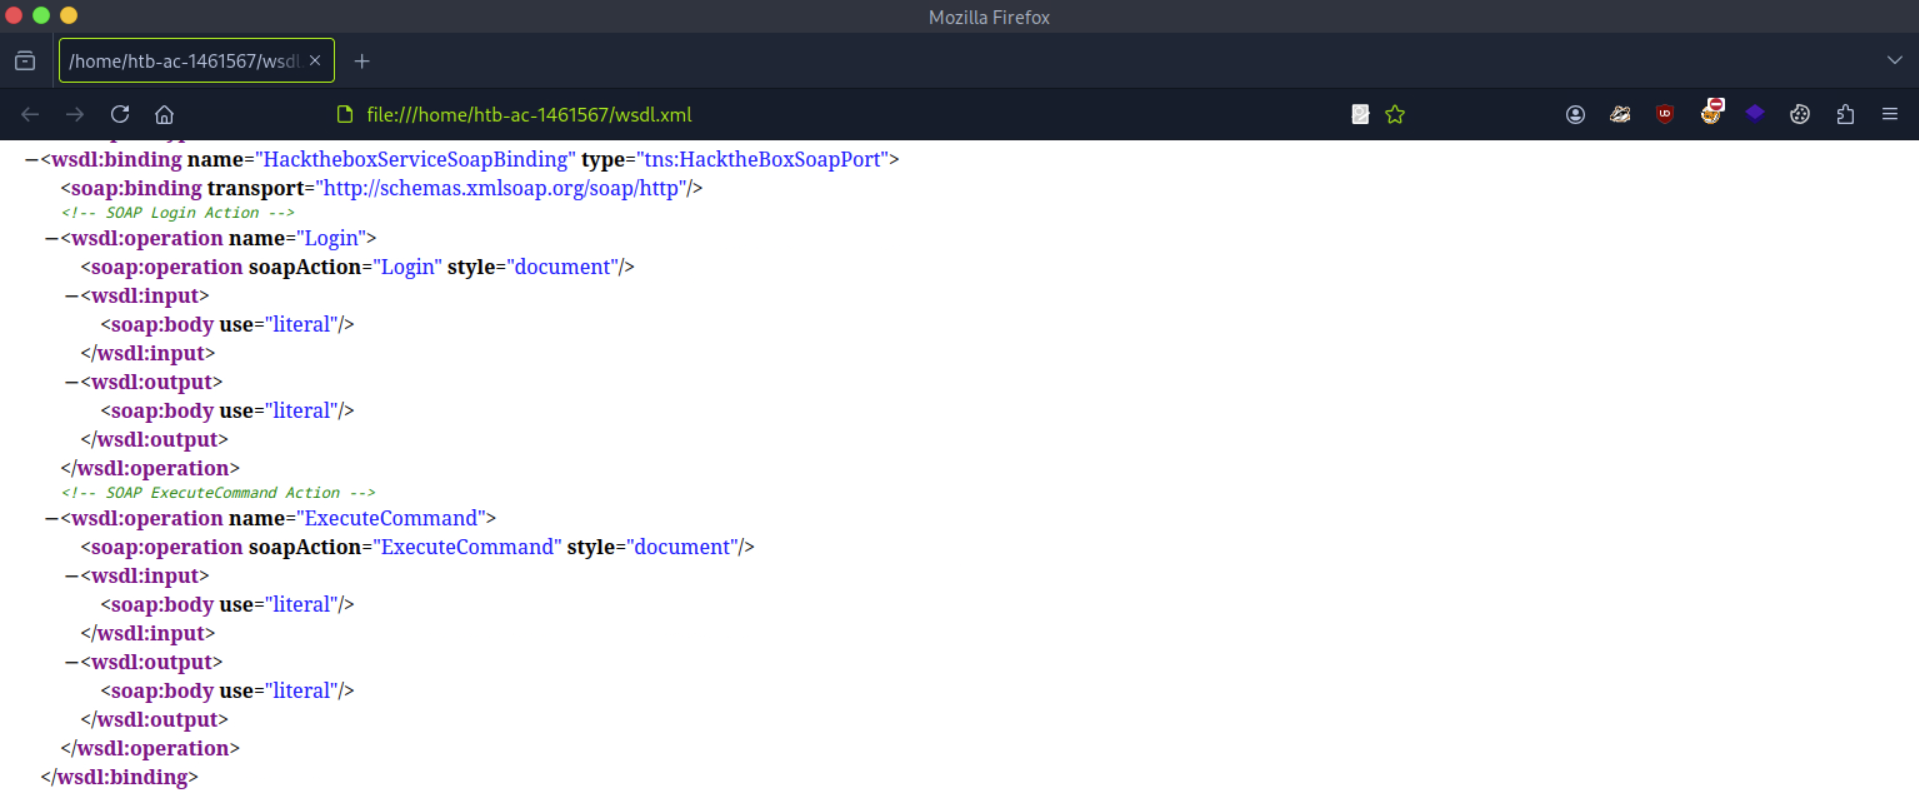 Mozilla Firefox
/home/htb-ac-1461567/wsdl
file:///home/htb-ac-1461567/wsdl.xml
−<wsdl:binding name="HacktheboxServiceSoapBinding" type="tns:HacktheBoxSoapPort">
<soap:binding transport="http://schemas.xmlsoap.org/soap/http"/>
<!-- SOAP Login Action -->
−<wsdl:operation name="Login">
<soap:operation soapAction="Login" style="document"/>
−<wsdl:input>
<soap:body use="literal"/>
</wsdl:input>
−<wsdl:output>
<soap:body use="literal"/>
</wsdl:output>
</wsdl:operation>
<!-- SOAP ExecuteCommand Action -->
−<wsdl:operation name="ExecuteCommand">
<soap:operation soapAction="ExecuteCommand" style="document"/>
−<wsdl:input>
<soap:body use="literal"/>
</wsdl:input>
−<wsdl:output>
<soap:body use="literal"/>
</wsdl:output>
</wsdl:operation>
</wsdl:binding>